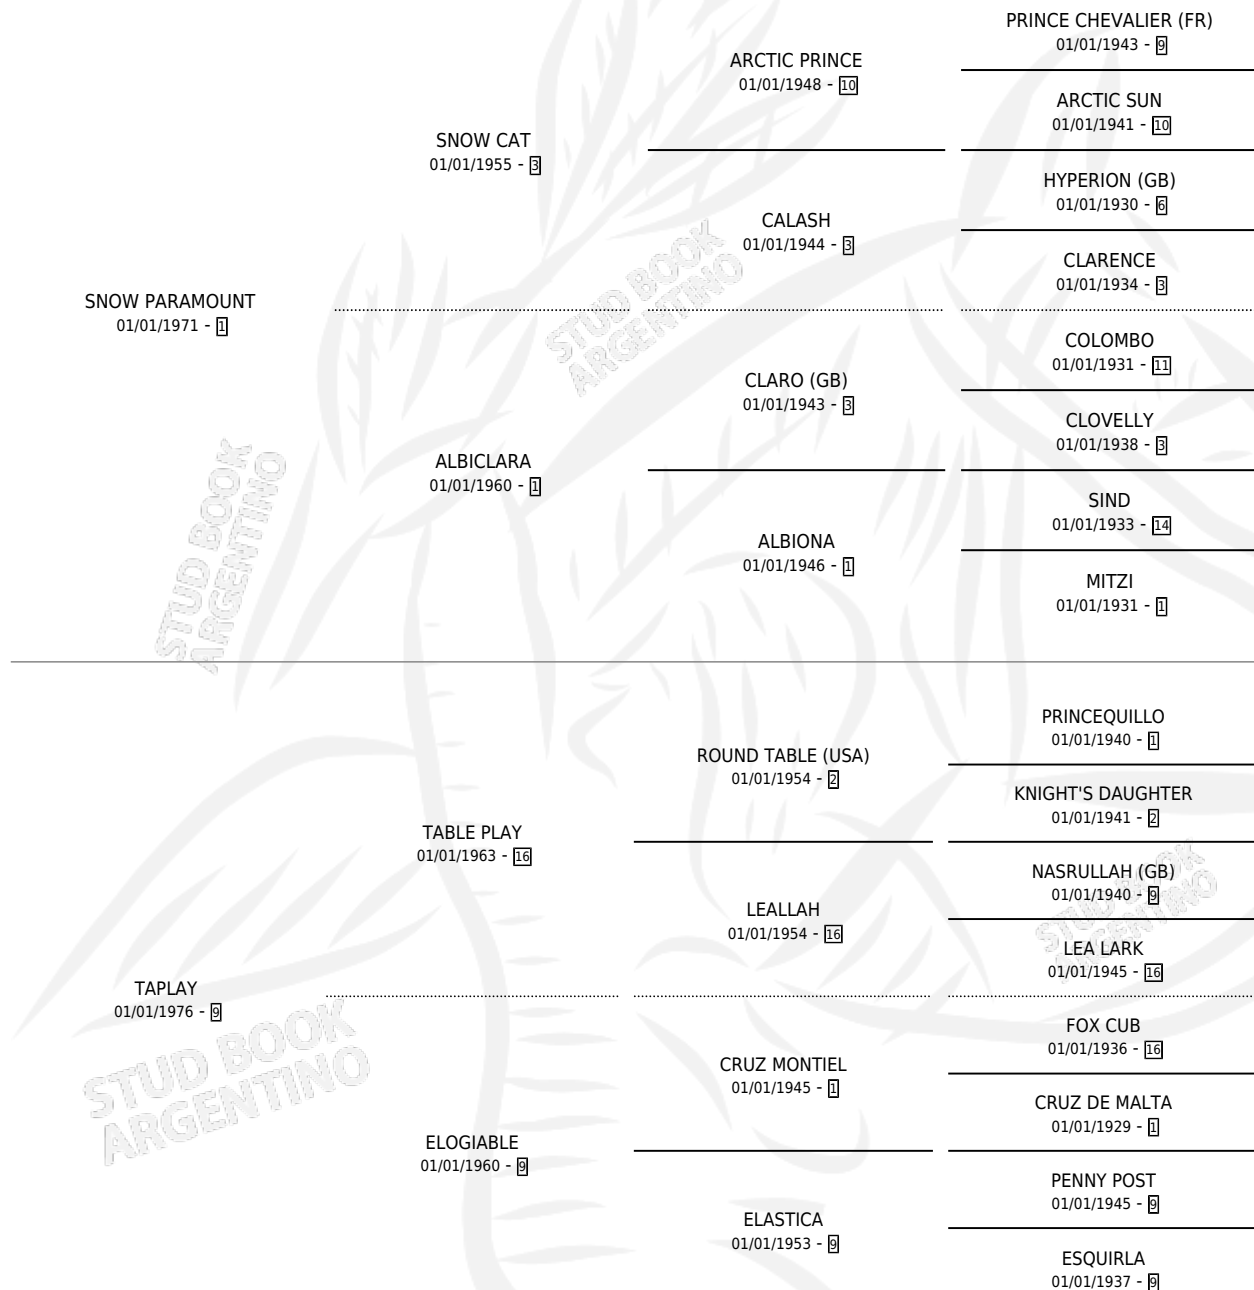 PRINCE CHEVALIER (FR)
01/01/1943 - 9
ARCTIC PRINCE
01/01/1948 - 10
ARCTIC SUN
01/01/1941 - 10
SNOW CAT
01/01/1955 - 3
HYPERION (GB)
01/01/1930 - 6
CALASH
01/01/1944 - 3
CLARENCE
01/01/1934 - 3
SNOW PARAMOUNT
01/01/1971 - 1
COLOMBO
01/01/1931 - 11
CLARO (GB)
01/01/1943 - 3
CLOVELLY
01/01/1938 - 3
ALBICLARA
01/01/1960 - 1
SIND
01/01/1933 - 14
ALBIONA
01/01/1946 - 1
MITZI
01/01/1931 - 1
PRINCEQUILLO
01/01/1940 - 1
ROUND TABLE (USA)
01/01/1954 - 2
KNIGHT'S DAUGHTER
01/01/1941 - 2
TABLE PLAY
01/01/1963 - 16
NASRULLAH (GB)
01/01/1940 - 9
LEALLAH
01/01/1954 - 16
LEA LARK
01/01/1945 - 16
TAPLAY
01/01/1976 - 9
FOX CUB
01/01/1936 - 16
CRUZ MONTIEL
01/01/1945 - 1
CRUZ DE MALTA
01/01/1929 - 1
ELOGIABLE
01/01/1960 - 9
PENNY POST
01/01/1945 - 9
ELASTICA
01/01/1953 - 9
ESQUIRLA
01/01/1937 - 9
STUD BOOK
ARGENTINO
STUD BOOK
ARGENTINO
STUD BOOK
ARGENTINO
STUD BOOK
ARGENTINO